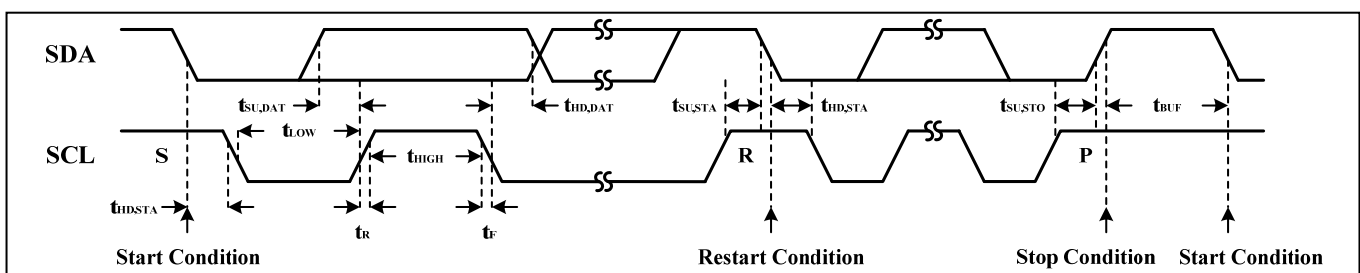 SDA
tSU,DAT tHD,DAT tSU,STA tHD,STA tSU,STO tBUF
tLOW
SCL S tHIGH R P
tHD,STA
tR tF
Start Condition Restart Condition Stop Condition Start Condition